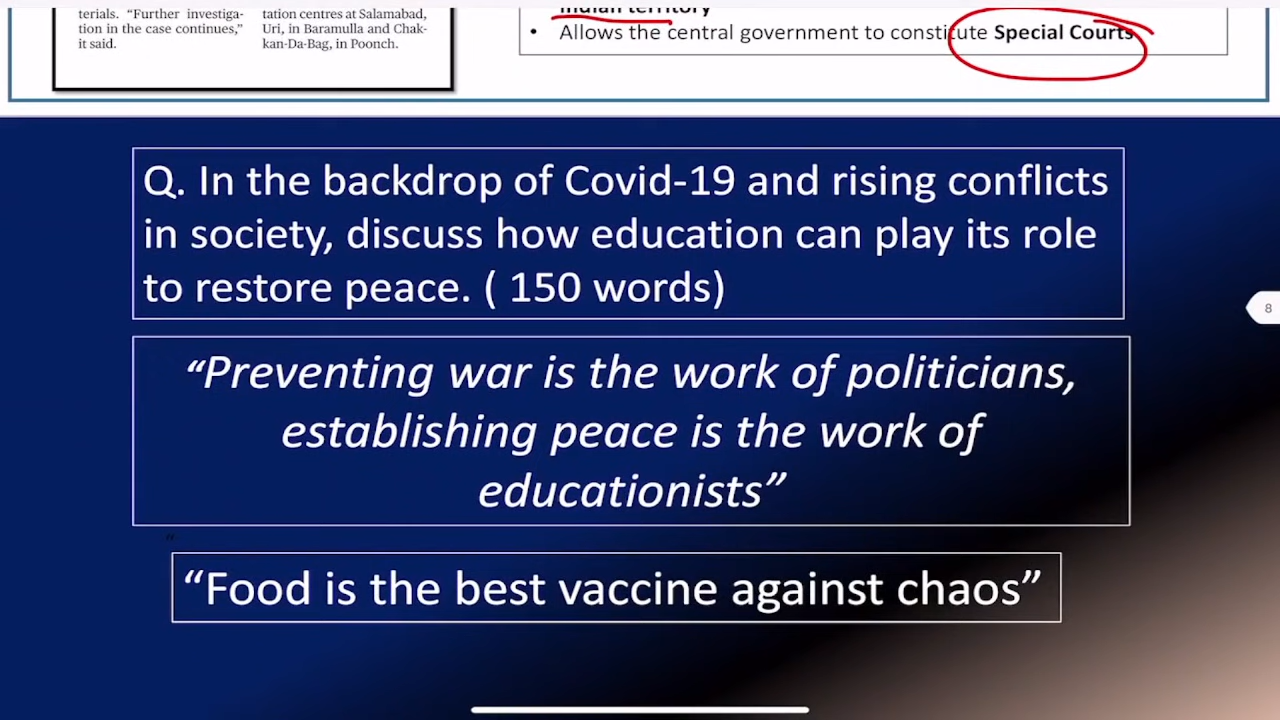 terials. “Further investiga-
tion in the case continues,”
it said.
tation centres at Salamabad,
Uri, in Baramulla and Chak-
kan-Da-Bag, in Poonch.
Indian territory
• Allows the central government to constitute Special Courts
Q. In the backdrop of Covid-19 and rising conflicts
in society, discuss how education can play its role
to restore peace. ( 150 words)
“Preventing war is the work of politicians,
establishing peace is the work of
educationists”
”
“Food is the best vaccine against chaos”
8